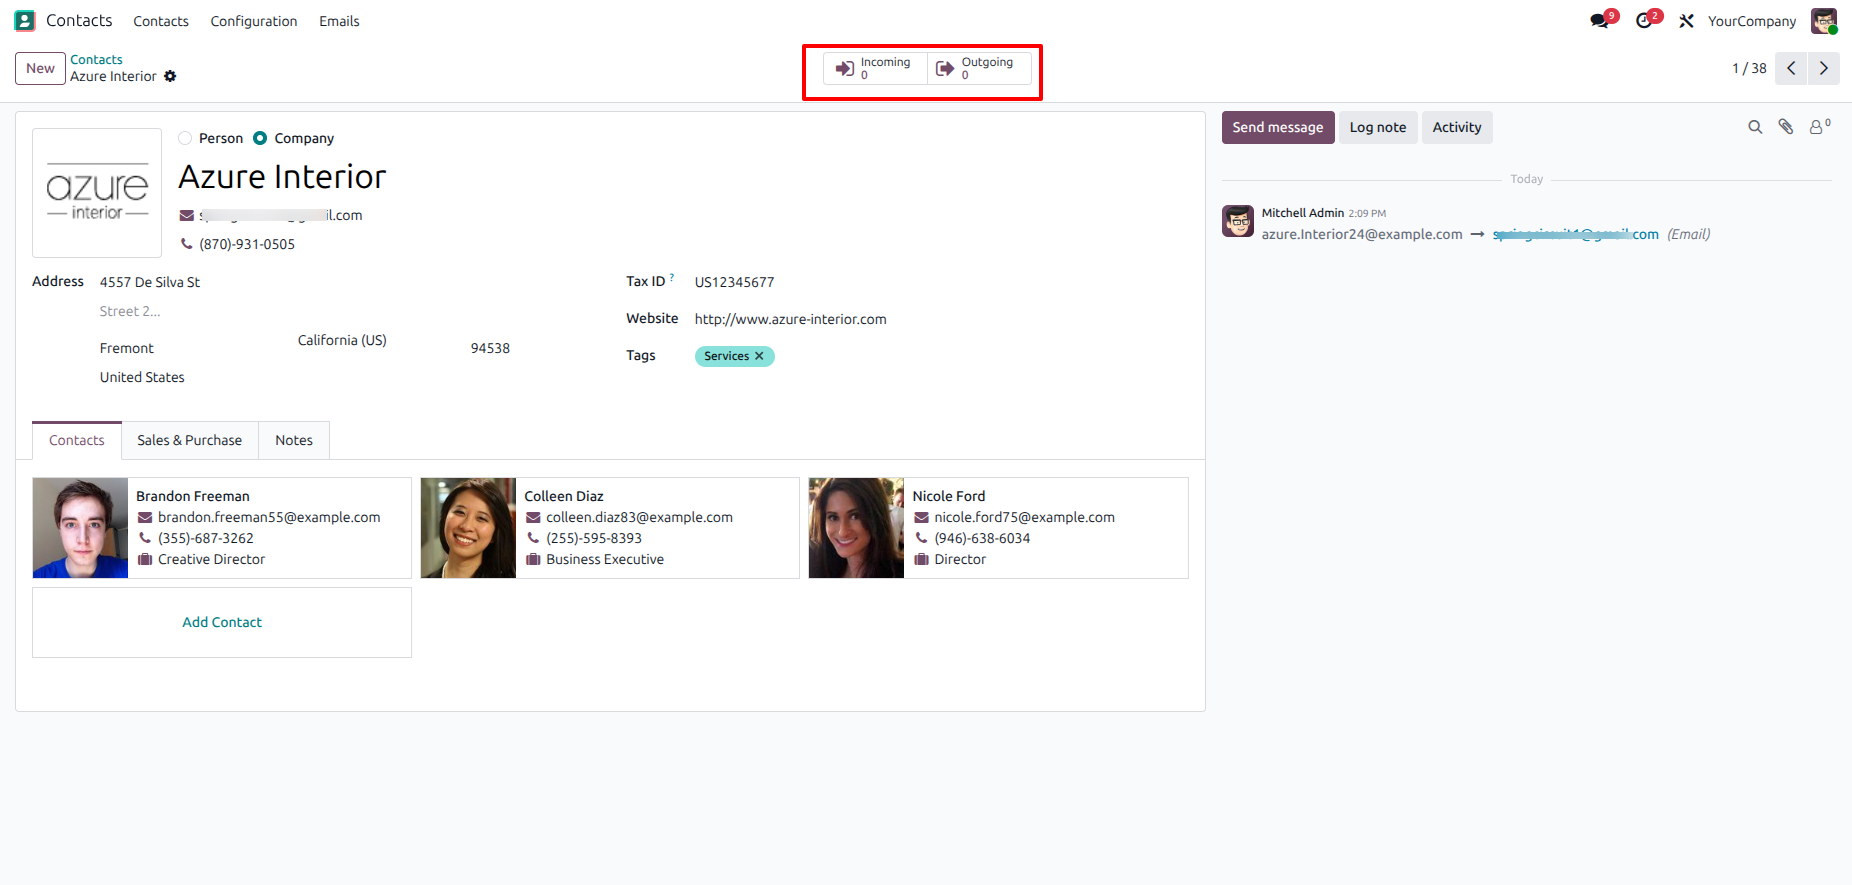 Contacts Contacts Configuration Emails 9 2 YourCompany
New Contacts
Azure Interior
Incoming
0
Outgoing
0
1 / 38
azure
interior
Person Company
Azure Interior
il.com
(870)-931-0505
Address 4557 De Silva St
Street 2...
Fremont California (US) 94538
United States
Tax ID ? US12345677
Website http://www.azure-interior.com
Tags Services ✕
Send message Log note Activity 0
Today
Mitchell Admin 2:09 PM
azure.Interior24@example.com → .com (Email)
Contacts Sales & Purchase Notes
Brandon Freeman
brandon.freeman55@example.com
(355)-687-3262
Creative Director
Colleen Diaz
colleen.diaz83@example.com
(255)-595-8393
Business Executive
Nicole Ford
nicole.ford75@example.com
(946)-638-6034
Director
Add Contact